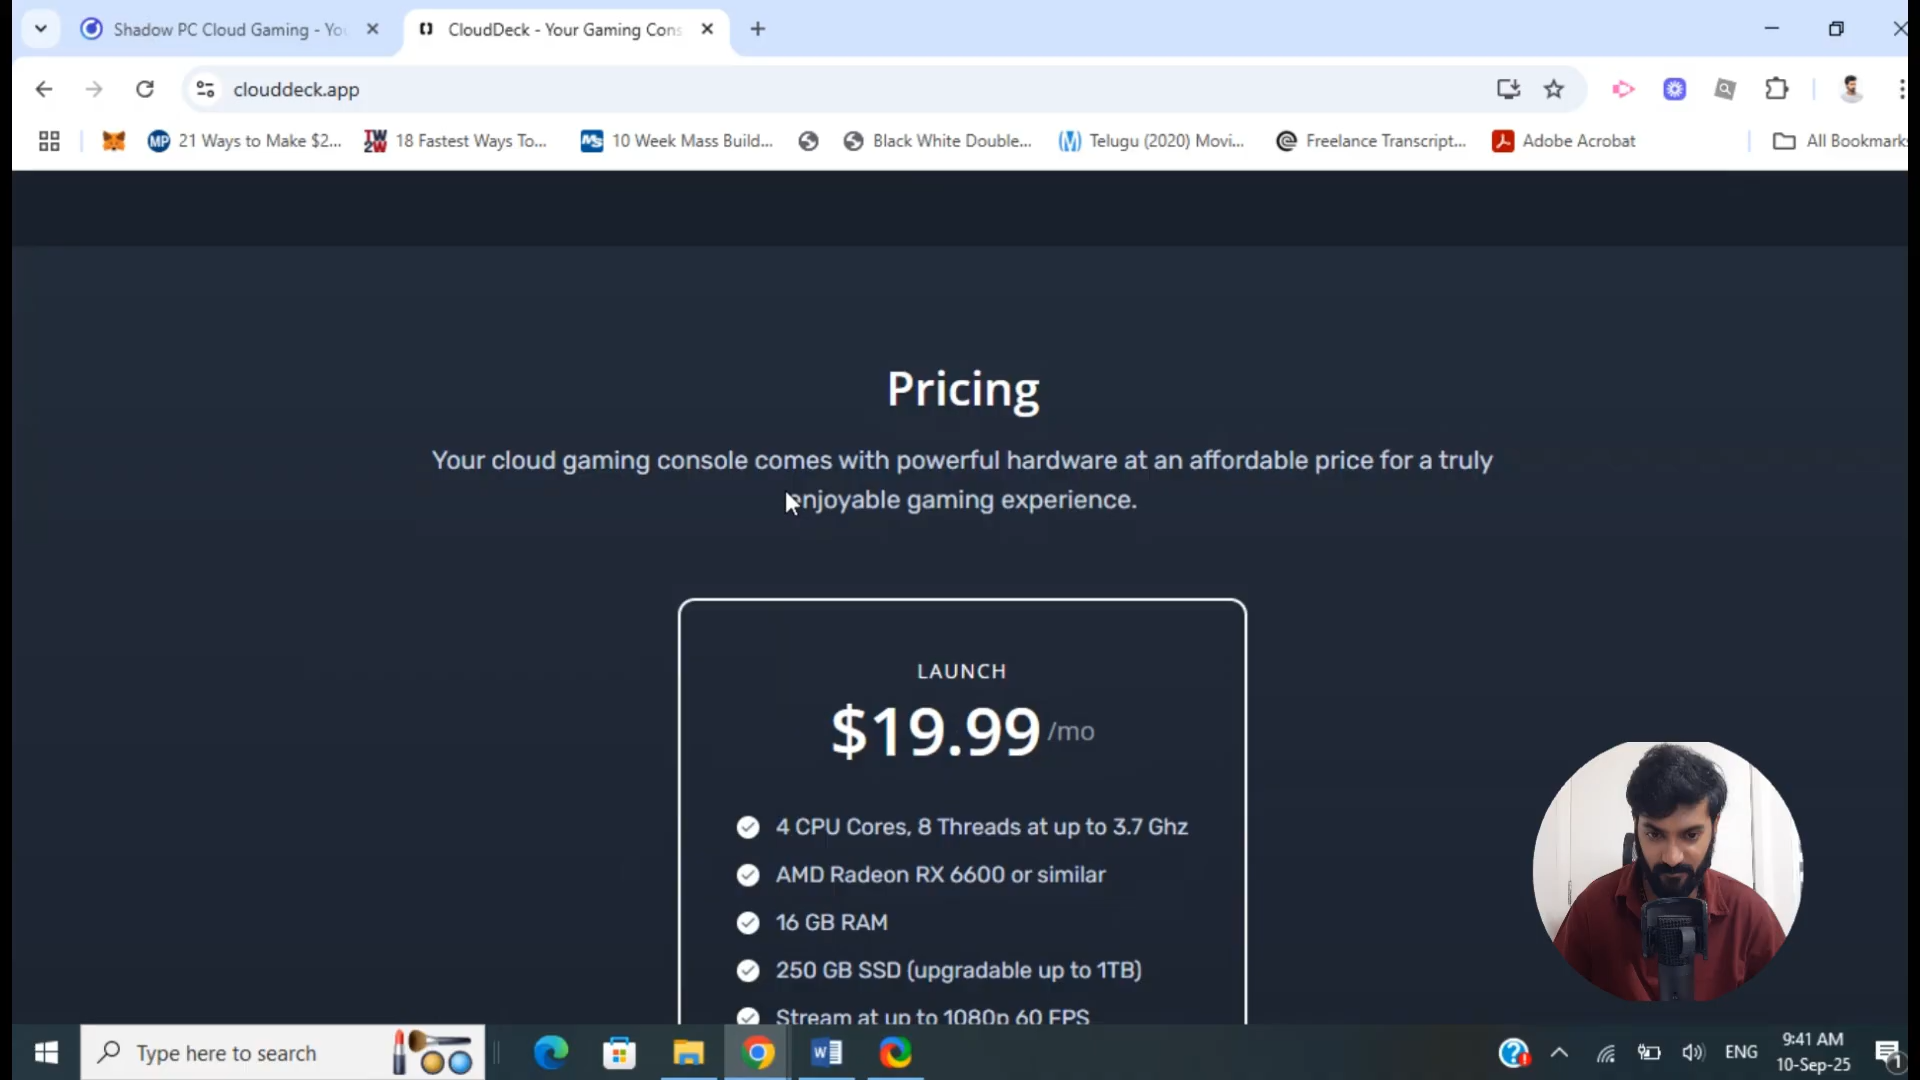 Shadow PC Cloud Gaming - You
CloudDeck - Your Gaming Cons
clouddeck.app
21 Ways to Make $2...
18 Fastest Ways To...
10 Week Mass Build...
Black White Double...
Telugu (2020) Movi...
Freelance Transcript...
Adobe Acrobat
All Bookmarks
Pricing
Your cloud gaming console comes with powerful hardware at an affordable price for a truly
enjoyable gaming experience.
LAUNCH
$19.99 /mo
4 CPU Cores, 8 Threads at up to 3.7 Ghz
AMD Radeon RX 6600 or similar
16 GB RAM
250 GB SSD (upgradable up to 1TB)
Stream at up to 1080p 60 FPS
Type here to search
ENG
9:41 AM
10-Sep-25
1